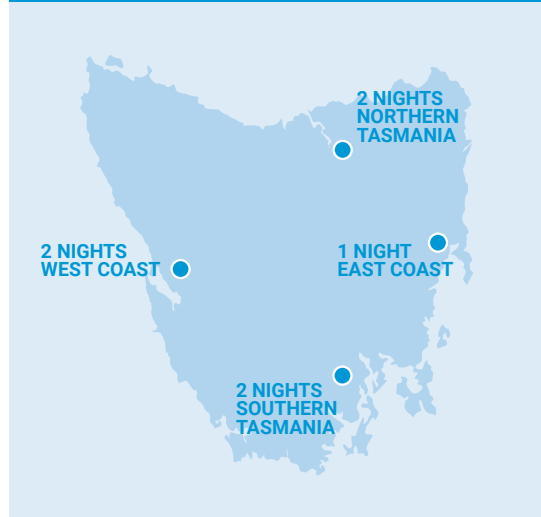 2 NIGHTS
NORTHERN
TASMANIA
2 NIGHTS
WEST COAST
1 NIGHT
EAST COAST
2 NIGHTS
SOUTHERN
TASMANIA